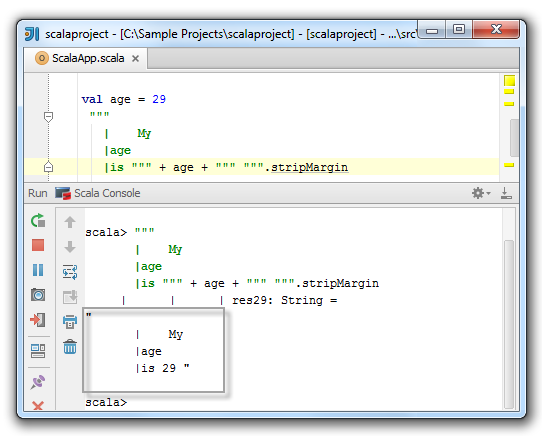 scalaproject - [C:\Sample Projects\scalaproject] - [scalaproject] - ...\src\
ScalaApp.scala
val age = 29
"""
|    My
|age
|is """ + age + """ """.stripMargin
Run Scala Console
scala> """
|    My
|age
|is """ + age + """ """.stripMargin
|      |      | res29: String =
"
|    My
|age
|is 29 "
scala>